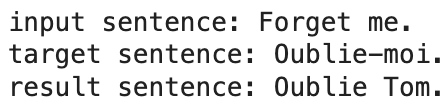 input sentence: Forget me.
target sentence: Oublie-moi.
result sentence: Oublie Tom.